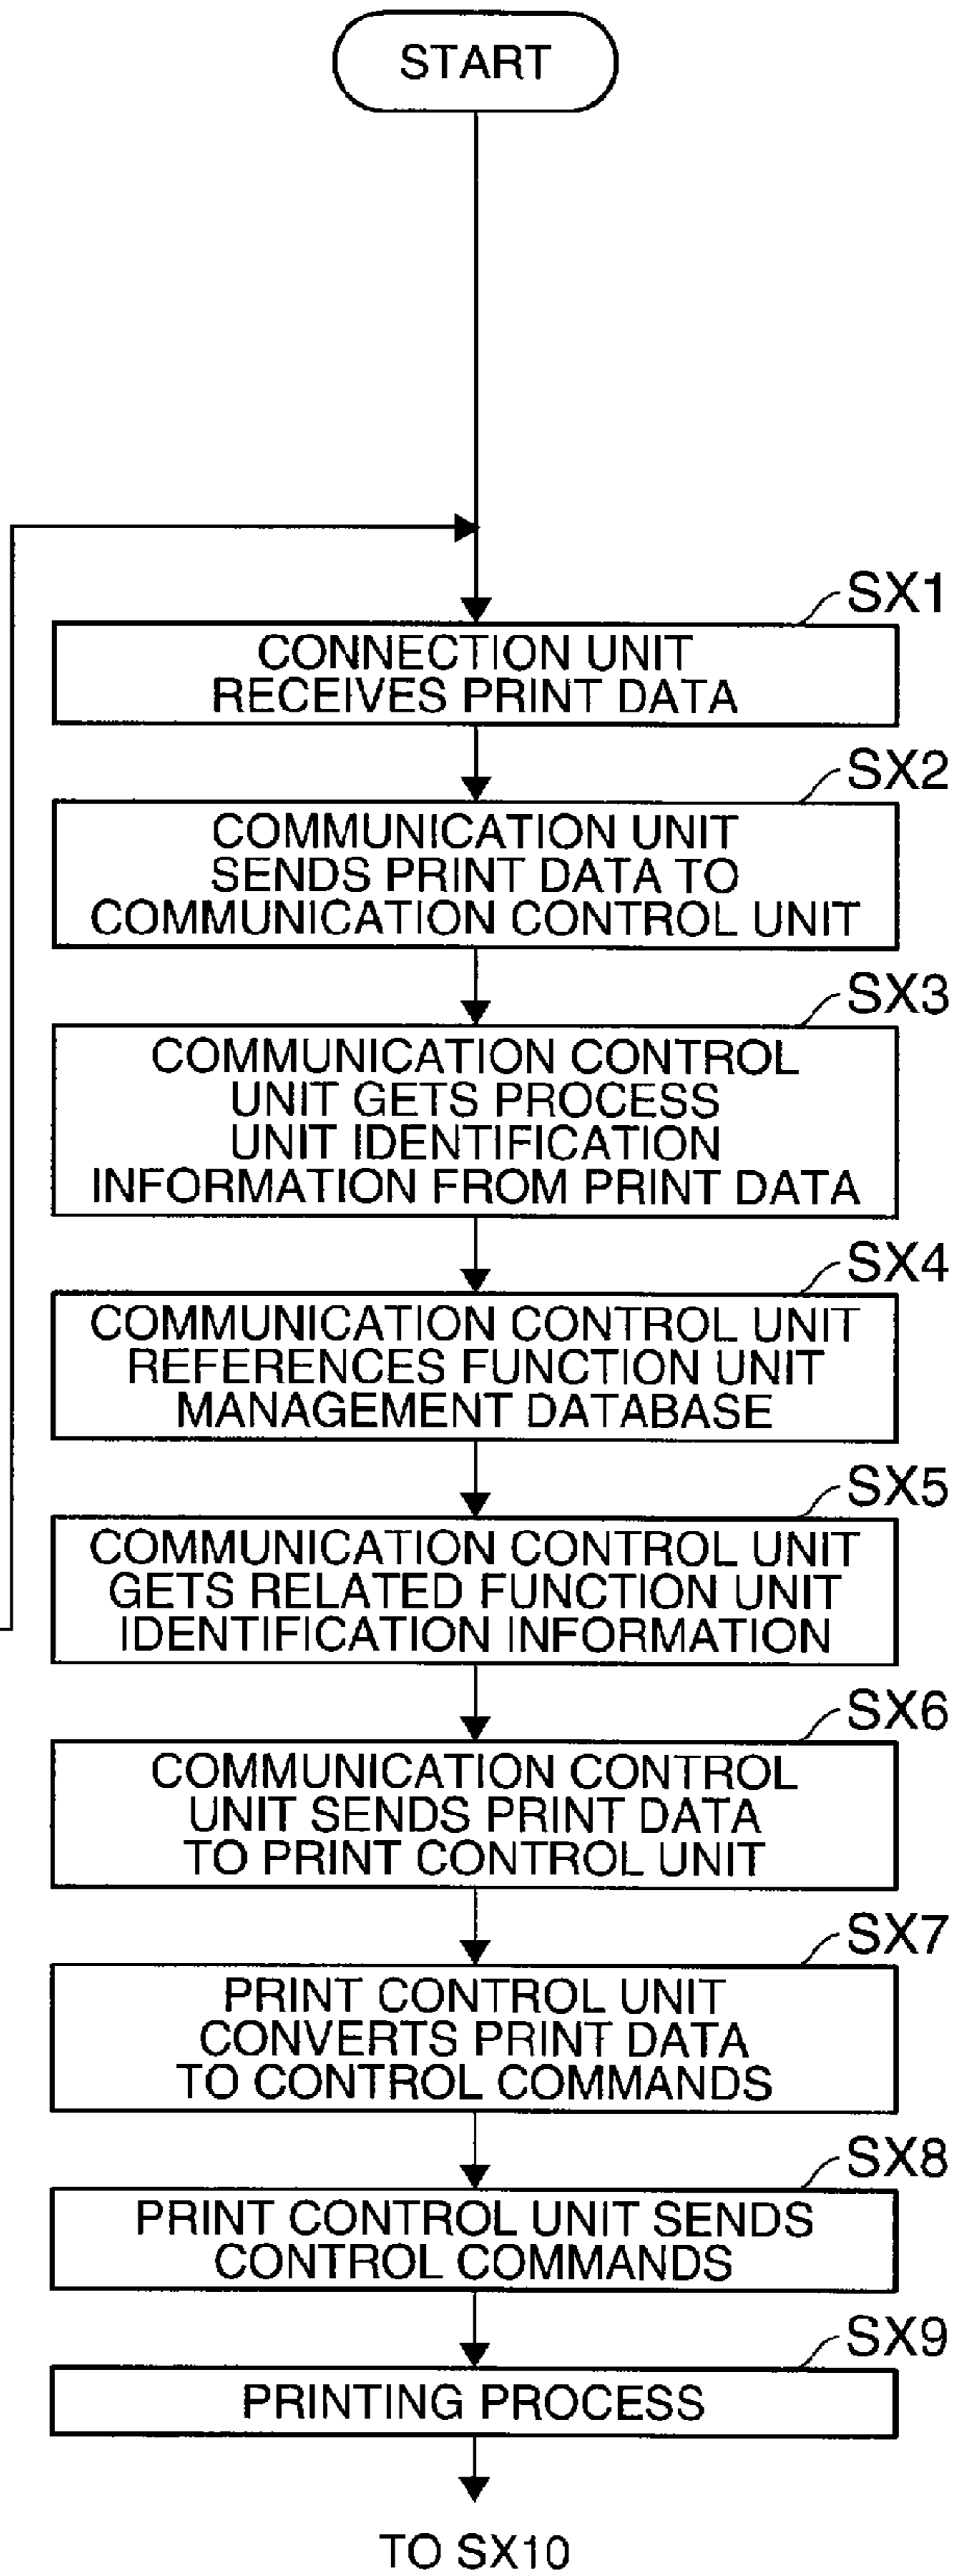 START
SX1
CONNECTION UNIT
RECEIVES PRINT DATA
SX2
COMMUNICATION UNIT
SENDS PRINT DATA TO
COMMUNICATION CONTROL UNIT
SX3
COMMUNICATION CONTROL
UNIT GETS PROCESS
UNIT IDENTIFICATION
INFORMATION FROM PRINT DATA
SX4
COMMUNICATION CONTROL UNIT
REFERENCES FUNCTION UNIT
MANAGEMENT DATABASE
SX5
COMMUNICATION CONTROL UNIT
GETS RELATED FUNCTION UNIT
IDENTIFICATION INFORMATION
SX6
COMMUNICATION CONTROL
UNIT SENDS PRINT DATA
TO PRINT CONTROL UNIT
SX7
PRINT CONTROL UNIT
CONVERTS PRINT DATA
TO CONTROL COMMANDS
SX8
PRINT CONTROL UNIT SENDS
CONTROL COMMANDS
SX9
PRINTING PROCESS
TO SX10